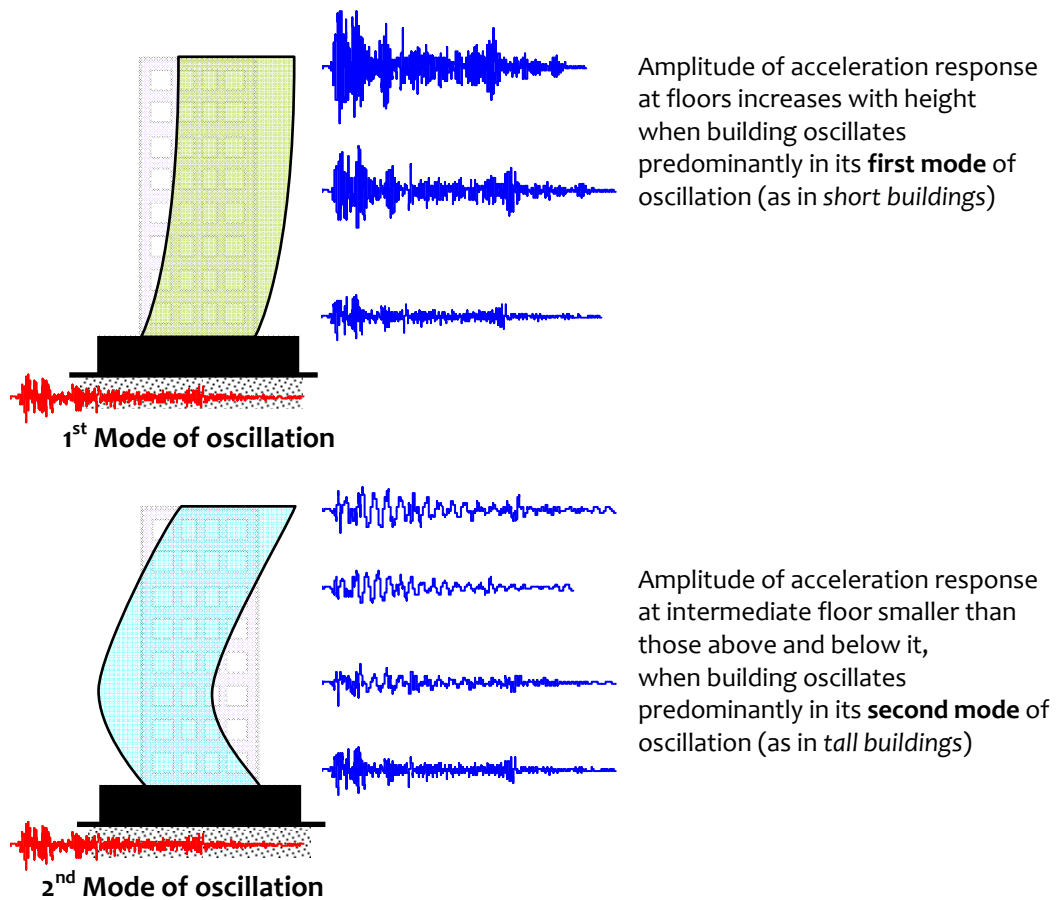 Amplitude of acceleration response
at floors increases with height
when building oscillates
predominantly in its first mode of
oscillation (as in short buildings)
1st Mode of oscillation
Amplitude of acceleration response
at intermediate floor smaller than
those above and below it,
when building oscillates
predominantly in its second mode of
oscillation (as in tall buildings)
2nd Mode of oscillation